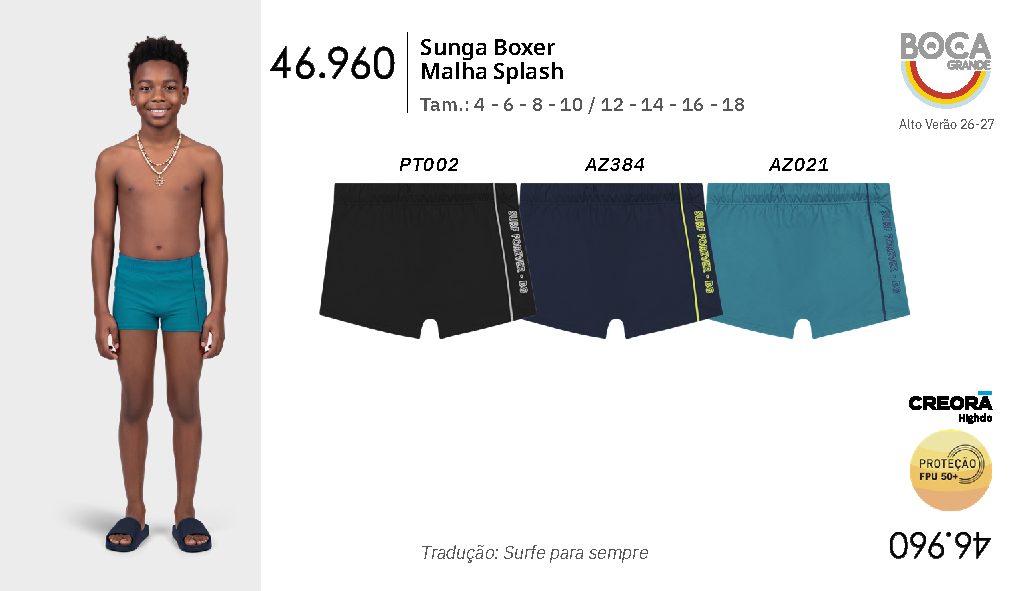 46.960
Sunga Boxer
Malha Splash
Tam.: 4 - 6 - 8 - 10 / 12 - 14 - 16 - 18
BOCA
GRANDE
Alto Verão 26-27
PT002
AZ384
AZ021
SURF FOREVER - BG
SURF FOREVER - BG
SURF FOREVER - BG
CREORA
Highclo
PROTEÇÃO
FPU 50+
46.960
Tradução: Surfe para sempre